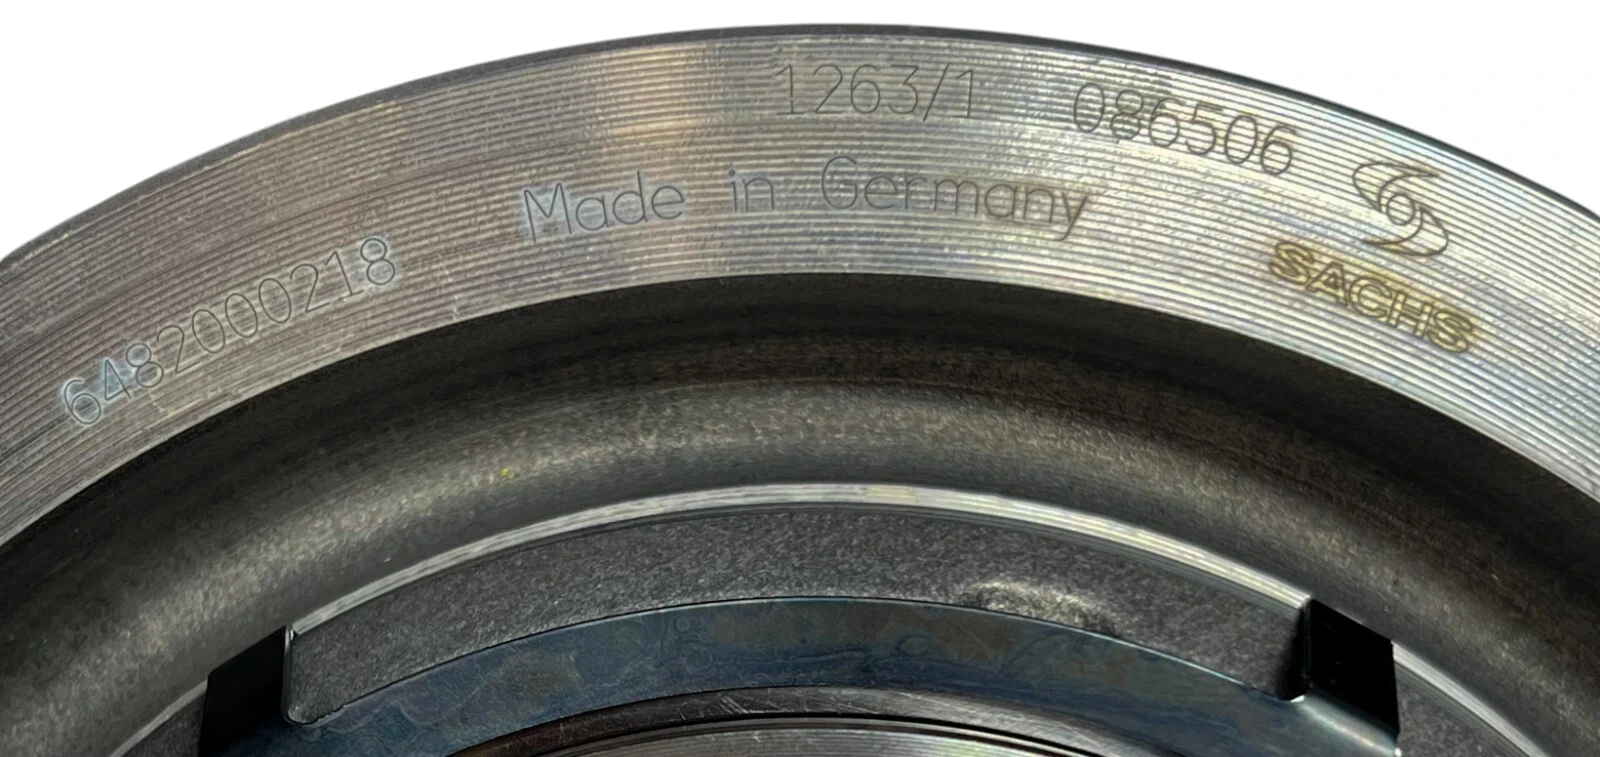 1263/1 086506
Made in Germany
SACHS
6482000218